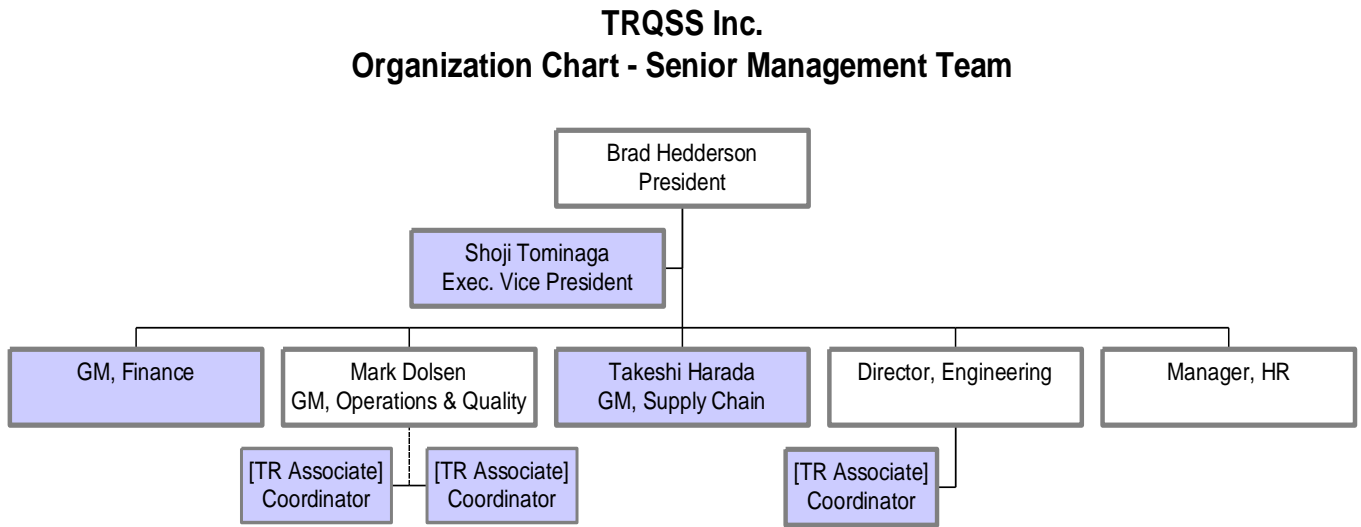 TRQSS Inc.
Organization Chart - Senior Management Team
Brad Hedderson
President
Shoji Tominaga
Exec. Vice President
GM, Finance
Mark Dolsen
GM, Operations & Quality
Takeshi Harada
GM, Supply Chain
Director, Engineering
Manager, HR
[TR Associate]
Coordinator
[TR Associate]
Coordinator
[TR Associate]
Coordinator